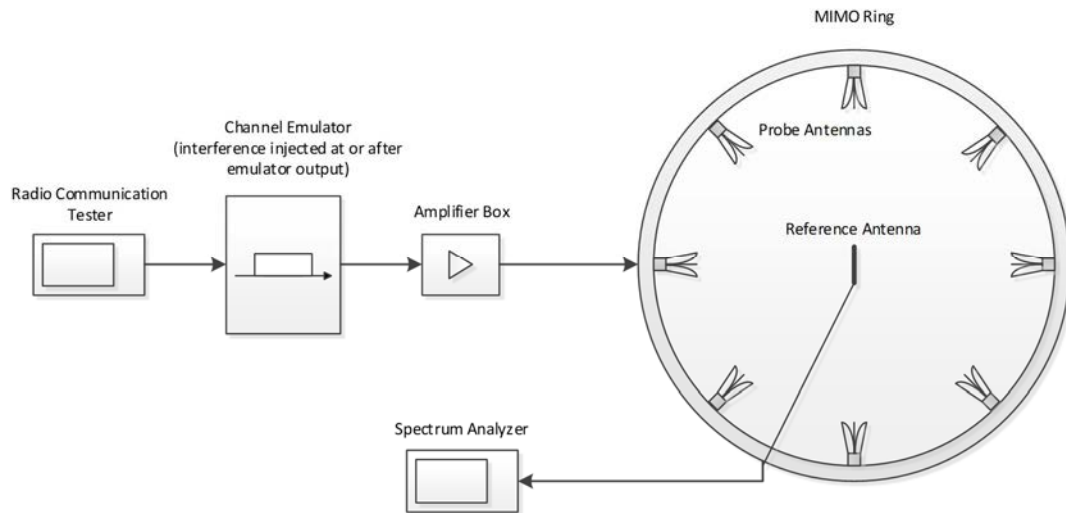 MIMO Ring
Probe Antennas
Channel Emulator
(interference injected at or after
emulator output)
Radio Communication
Tester
Amplifier Box
Reference Antenna
Spectrum Analyzer